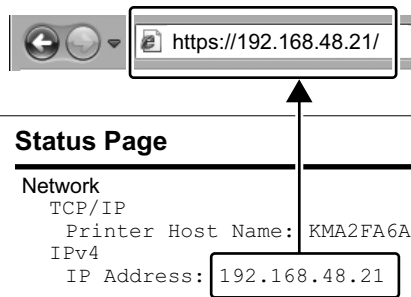 https://192.168.48.21/
Status Page
Network
TCP/IP
Printer Host Name: KMA2FA6A
IPv4
IP Address: 192.168.48.21